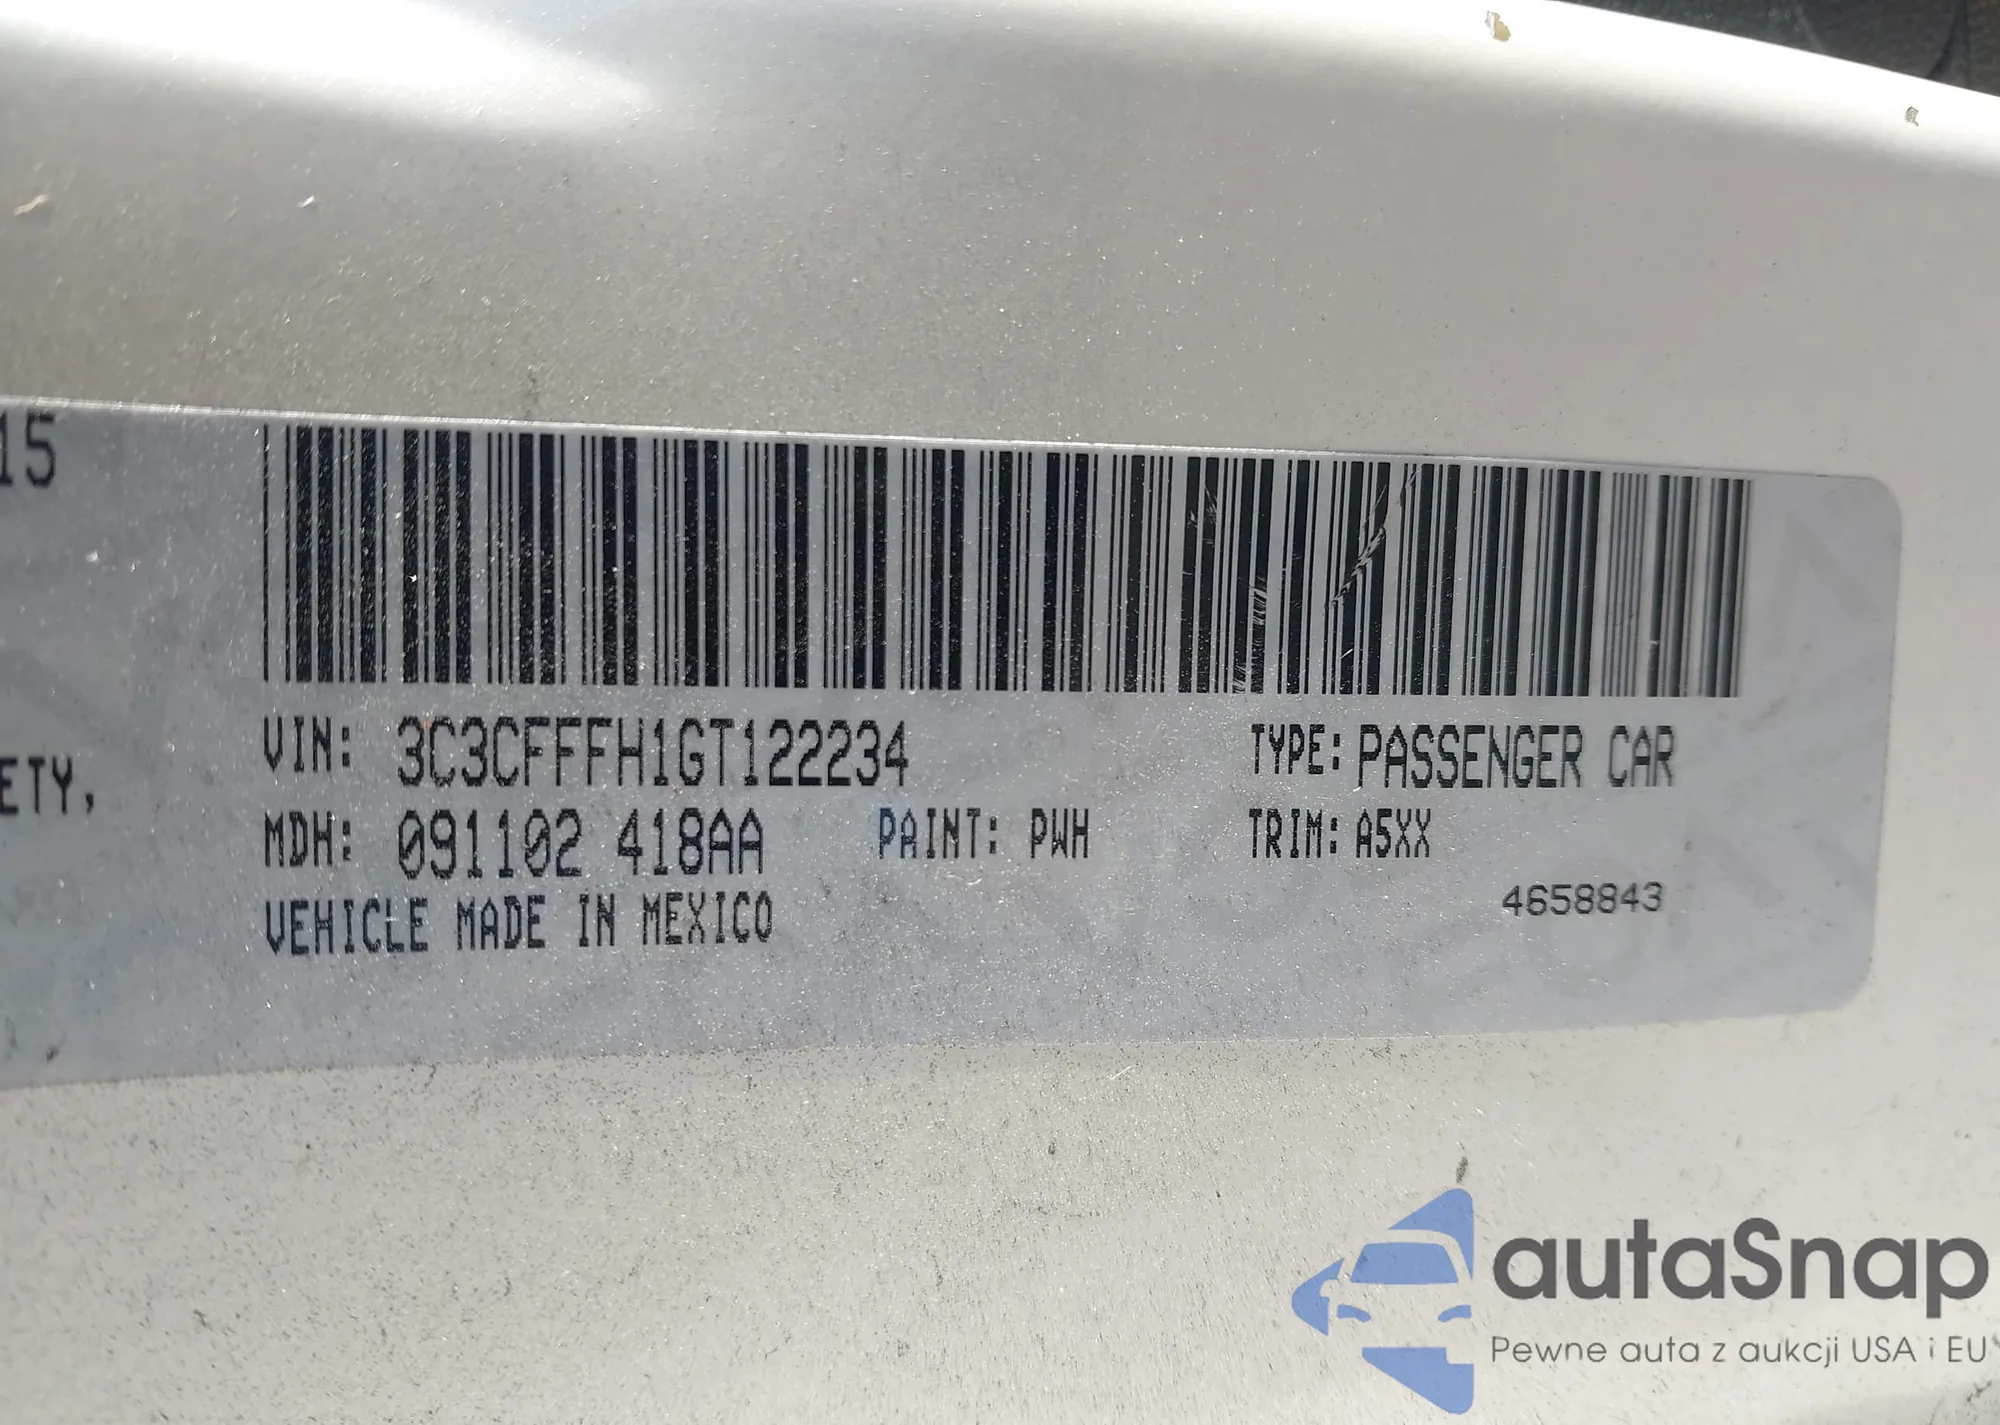 15
ETY,
VIN: 3C3CFFFH1GT122234 TYPE: PASSENGER CAR
MDH: 091102 418AA PAINT: PWH TRIM: A5XX
VEHICLE MADE IN MEXICO 4658843
autaSnap
Pewne auta z aukcji USA i EU